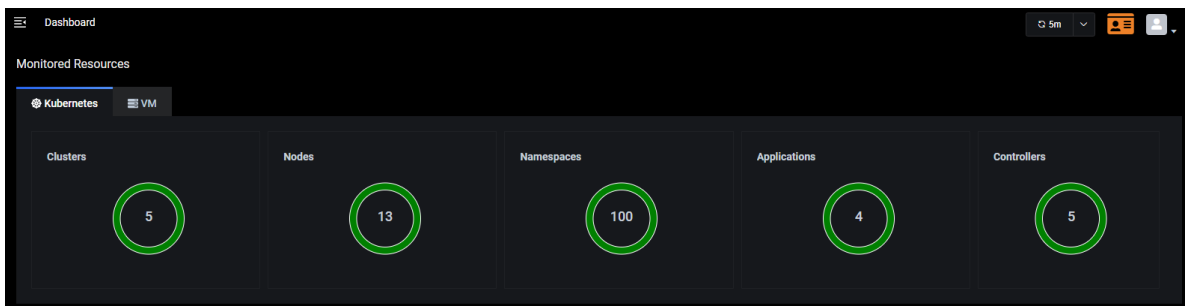 Dashboard
5m
Monitored Resources
Kubernetes
VM
Clusters
Nodes
Namespaces
Applications
Controllers
5
13
100
4
5